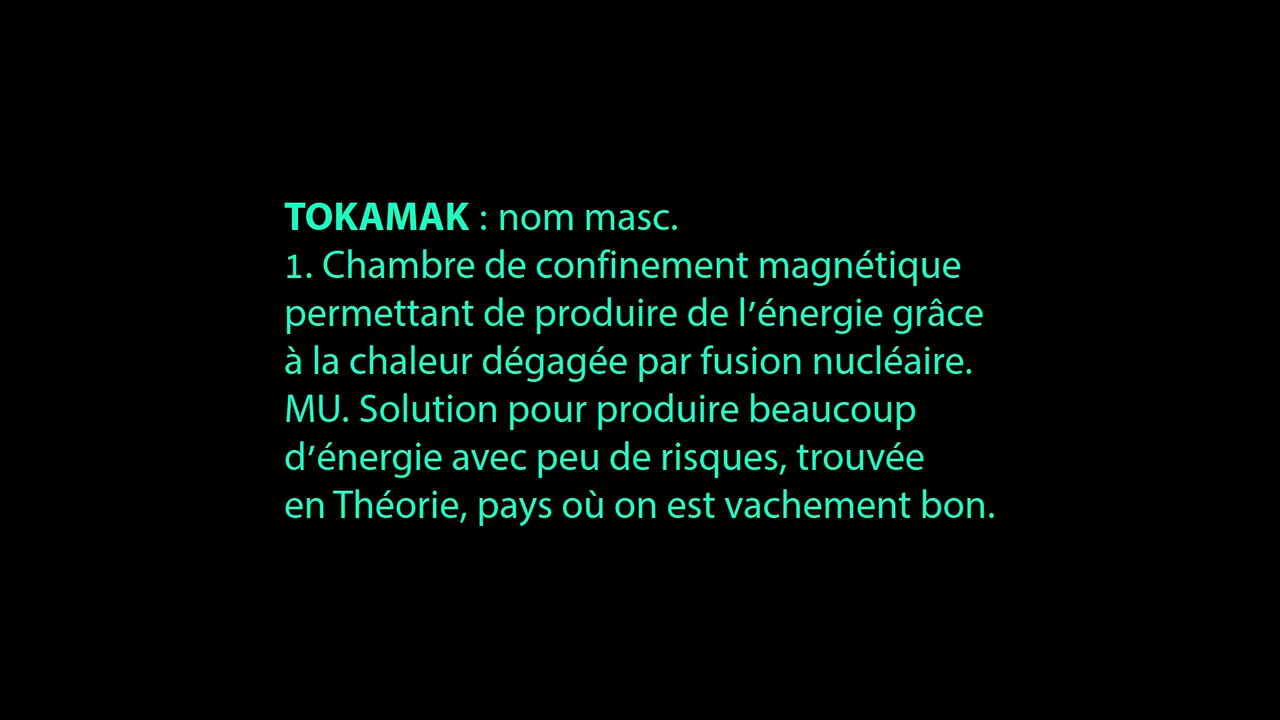 TOKAMAK : nom masc.
1. Chambre de confinement magnétique
permettant de produire de l’énergie grâce
à la chaleur dégagée par fusion nucléaire.
MU. Solution pour produire beaucoup
d’énergie avec peu de risques, trouvée
en Théorie, pays où on est vachement bon.